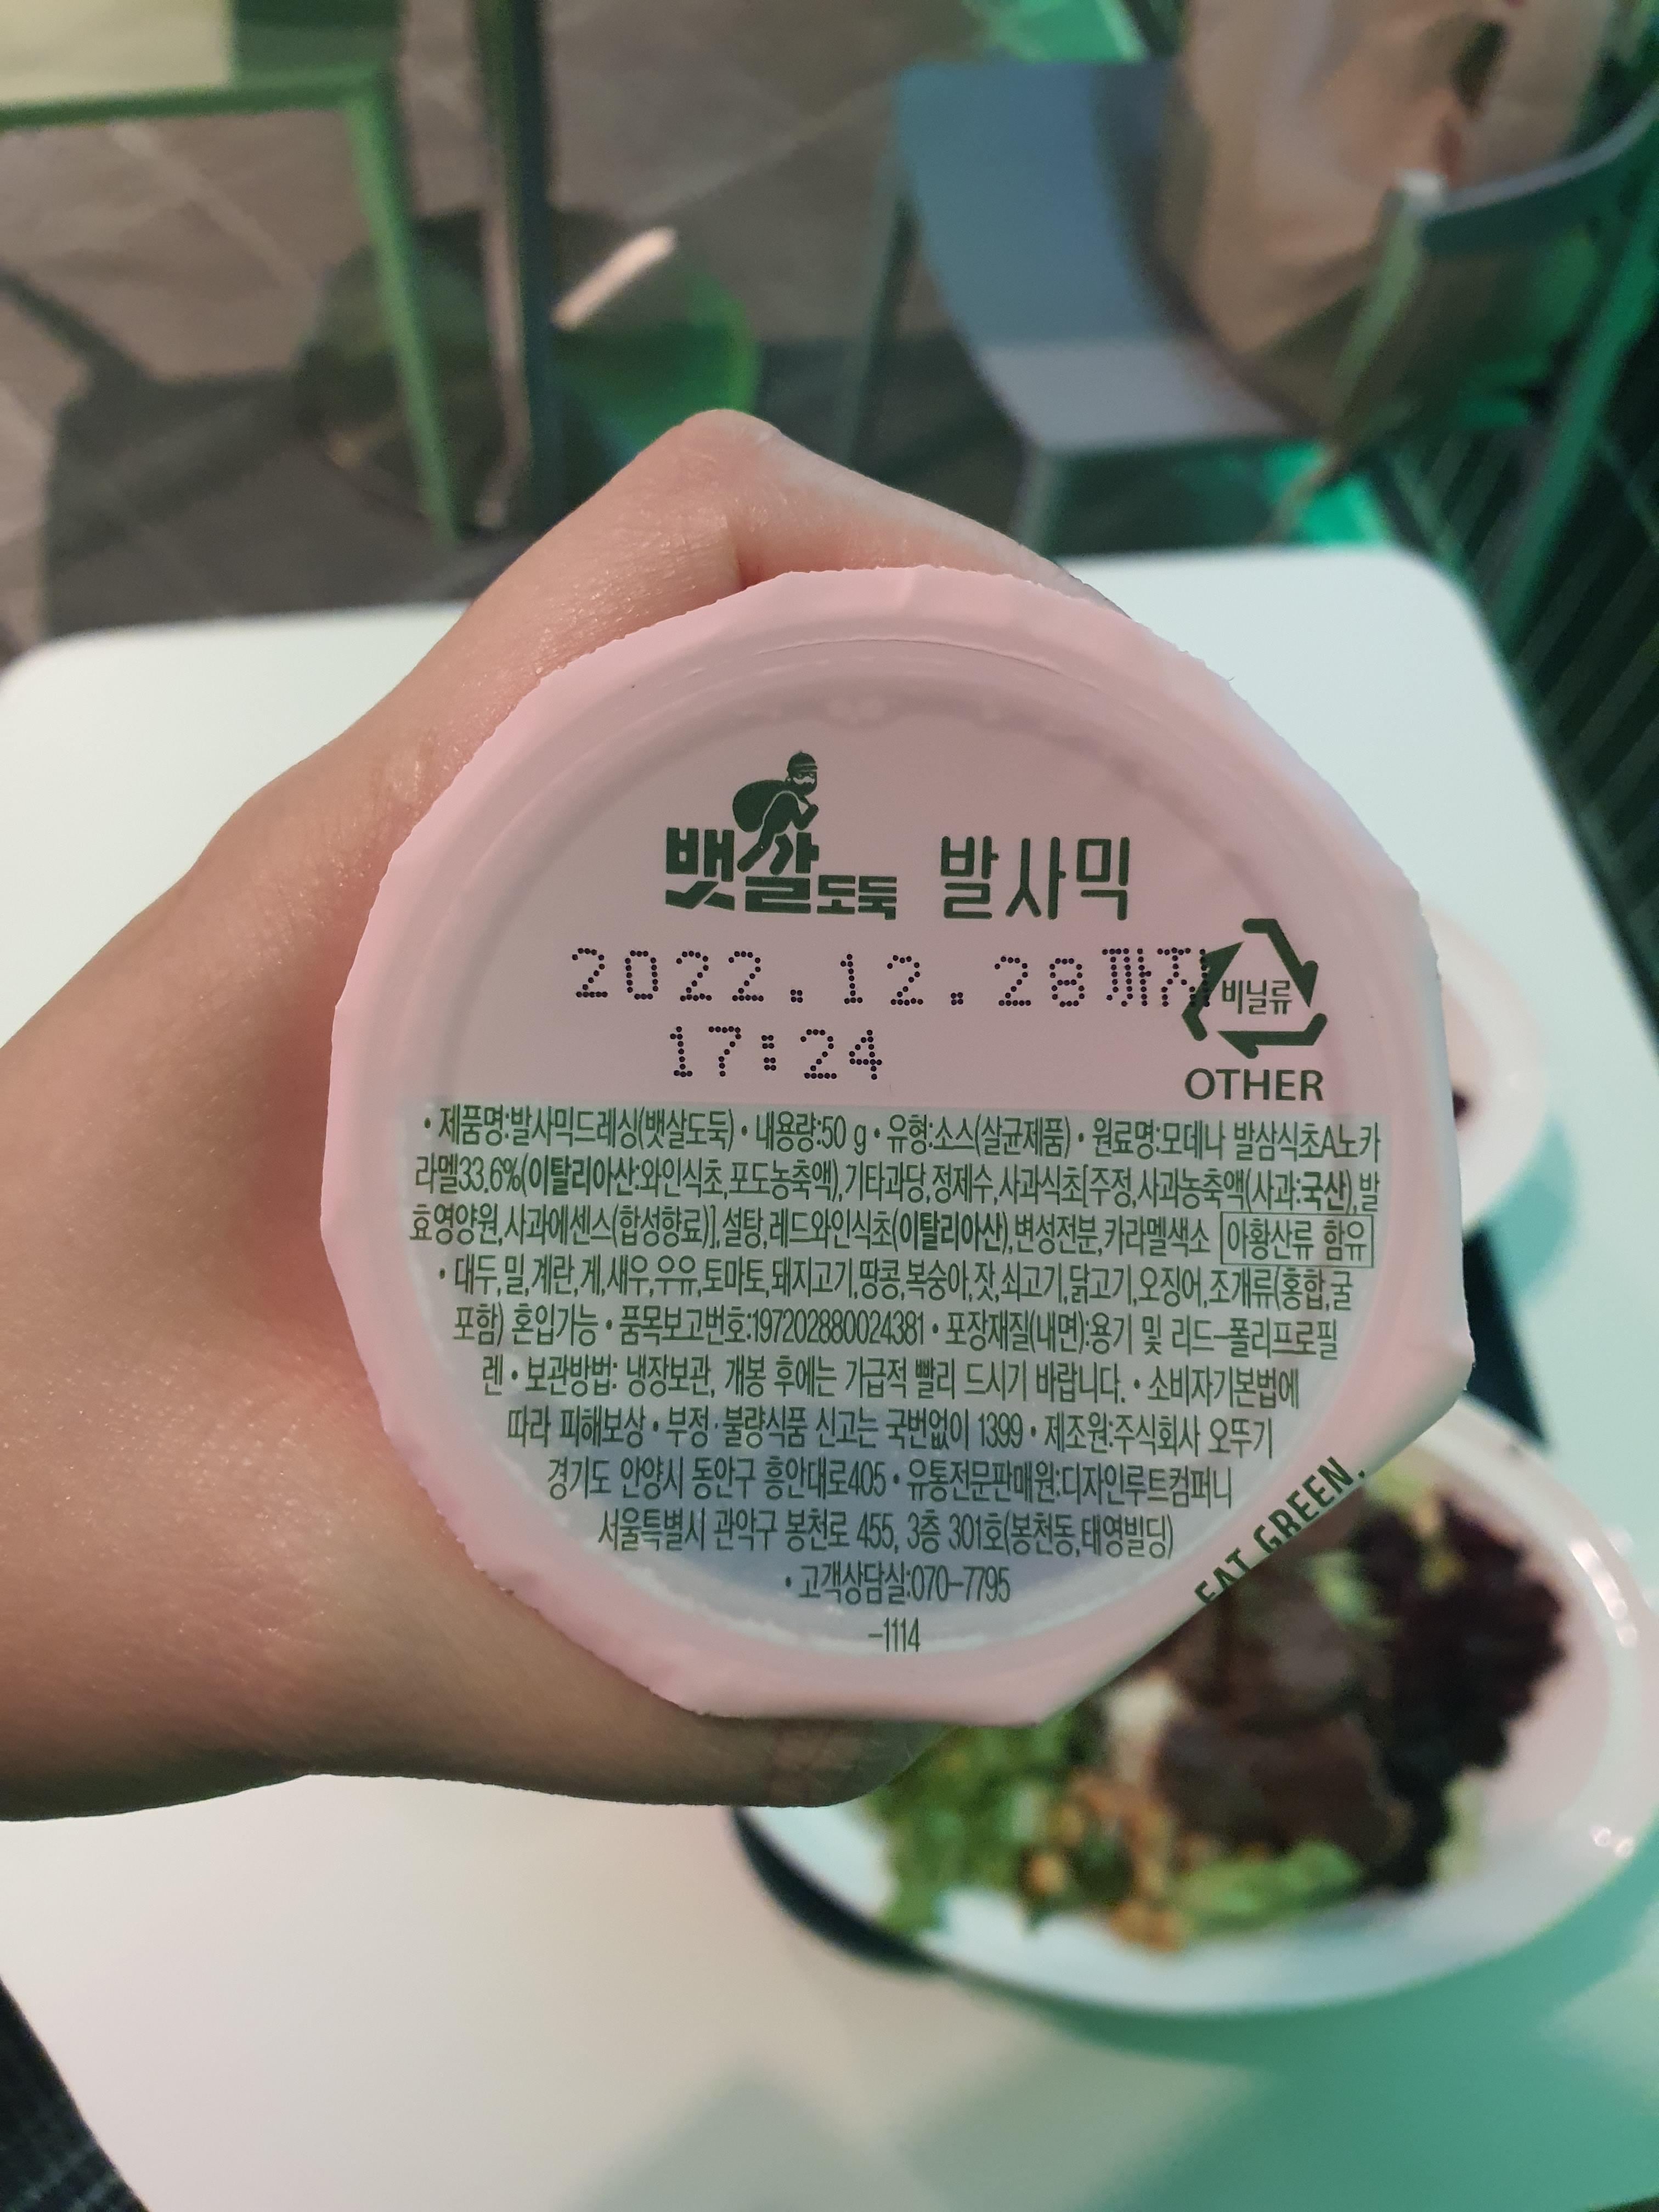 뱃살도둑 발사믹
2022.12.28까지
비닐류
17:24
OTHER
• 제품명:발사믹드레싱(뱃살도둑) • 내용량:50 g • 유형:소스(살균제품) • 원료명:모데나 발삼식초A노카
라멜33.6%(이탈리아산:와인식초,포도농축액),기타과당,정제수,사과식초[주정,사과농축액(사과:국산),발
효영양원,사과에센스(합성향료)],설탕,레드와인식초(이탈리아산),변성전분,카라멜색소 아황산류 함유
• 대두,밀,계란,게,새우,우유,토마토,돼지고기,땅콩,복숭아,잣,쇠고기,닭고기,오징어,조개류(홍합,굴
포함) 혼입가능 • 품목보고번호:197202880024381 • 포장재질(내면):용기 및 리드-폴리프로필
렌 • 보관방법: 냉장보관, 개봉 후에는 가급적 빨리 드시기 바랍니다. • 소비자기본법에
따라 피해보상 • 부정·불량식품 신고는 국번없이 1399 • 제조원:주식회사 오뚜기
경기도 안양시 동안구 흥안대로405 • 유통전문판매원:디자인루트컴퍼니
서울특별시 관악구 봉천로 455, 3층 301호(봉천동,태영빌딩)
• 고객상담실:070-7795
-1114
EAT GREEN.